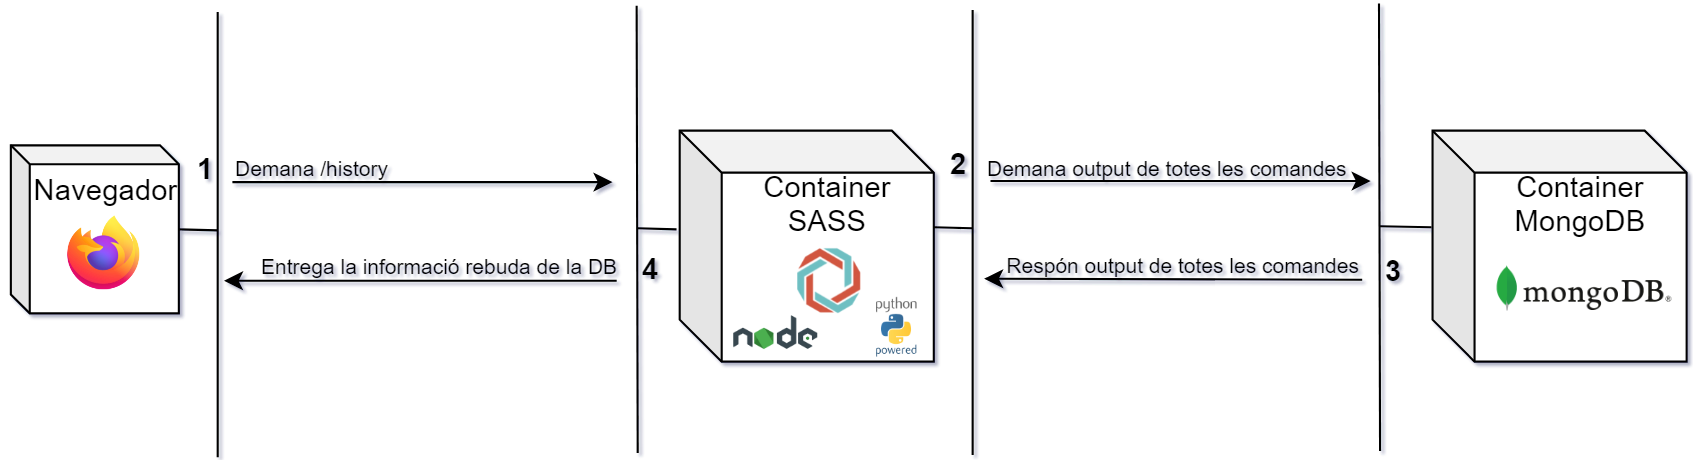 Navegador
1
Demana /history
Entrega la informació rebuda de la DB
4
Container
SASS
node
python
powered
2
Demana output de totes les comandes
Respón output de totes les comandes
3
Container
MongoDB
mongoDB®